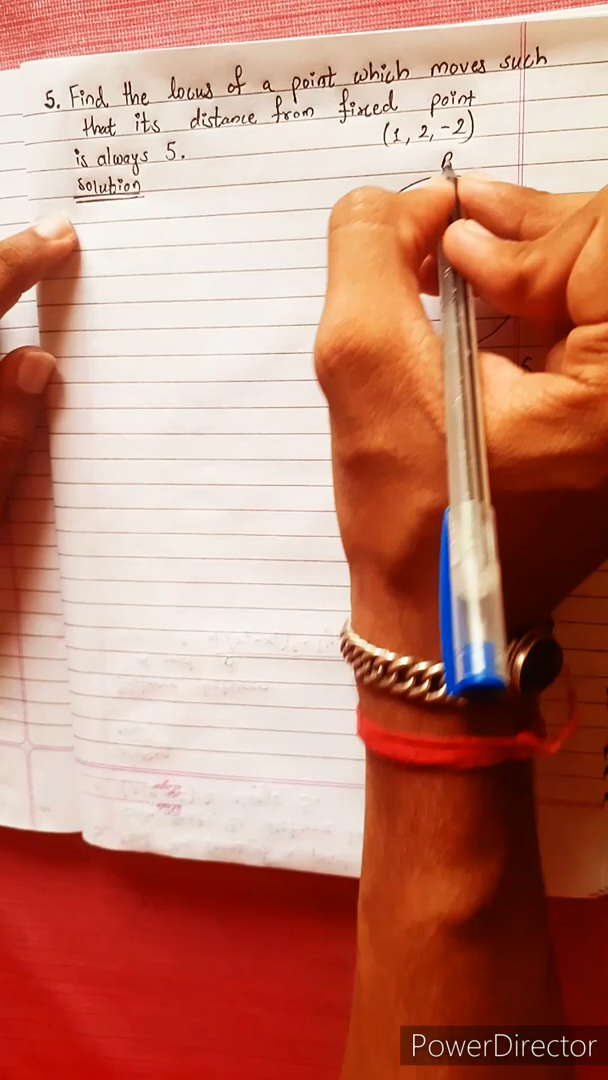 5. Find the locus of a point which moves such
that its distance from fixed point
(1, 2, -2)
is always 5.
Solution
PowerDirector